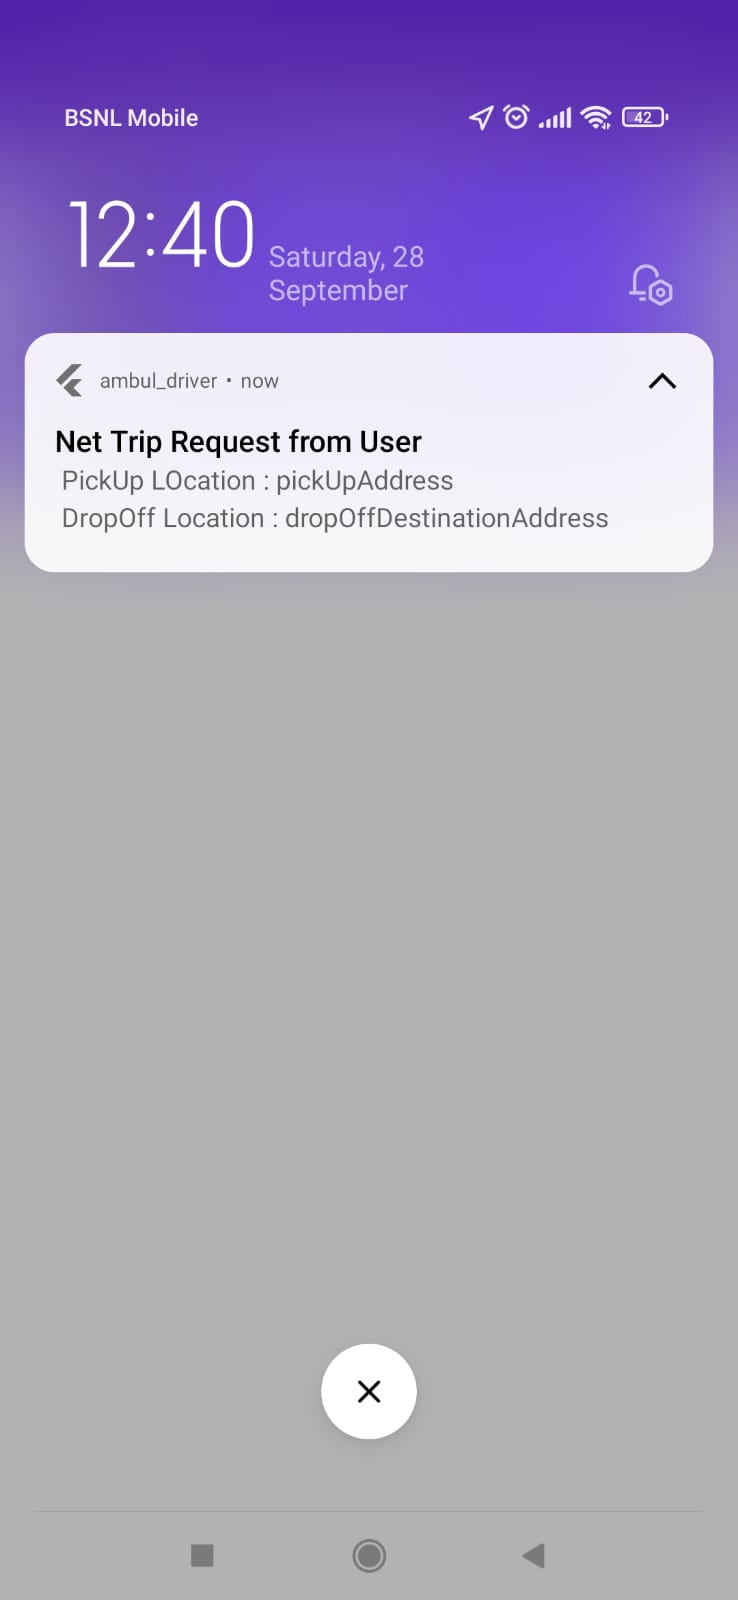 BSNL Mobile
42
12:40
Saturday, 28
September
ambul_driver • now
Net Trip Request from User
PickUp LOcation : pickUpAddress
DropOff Location : dropOffDestinationAddress